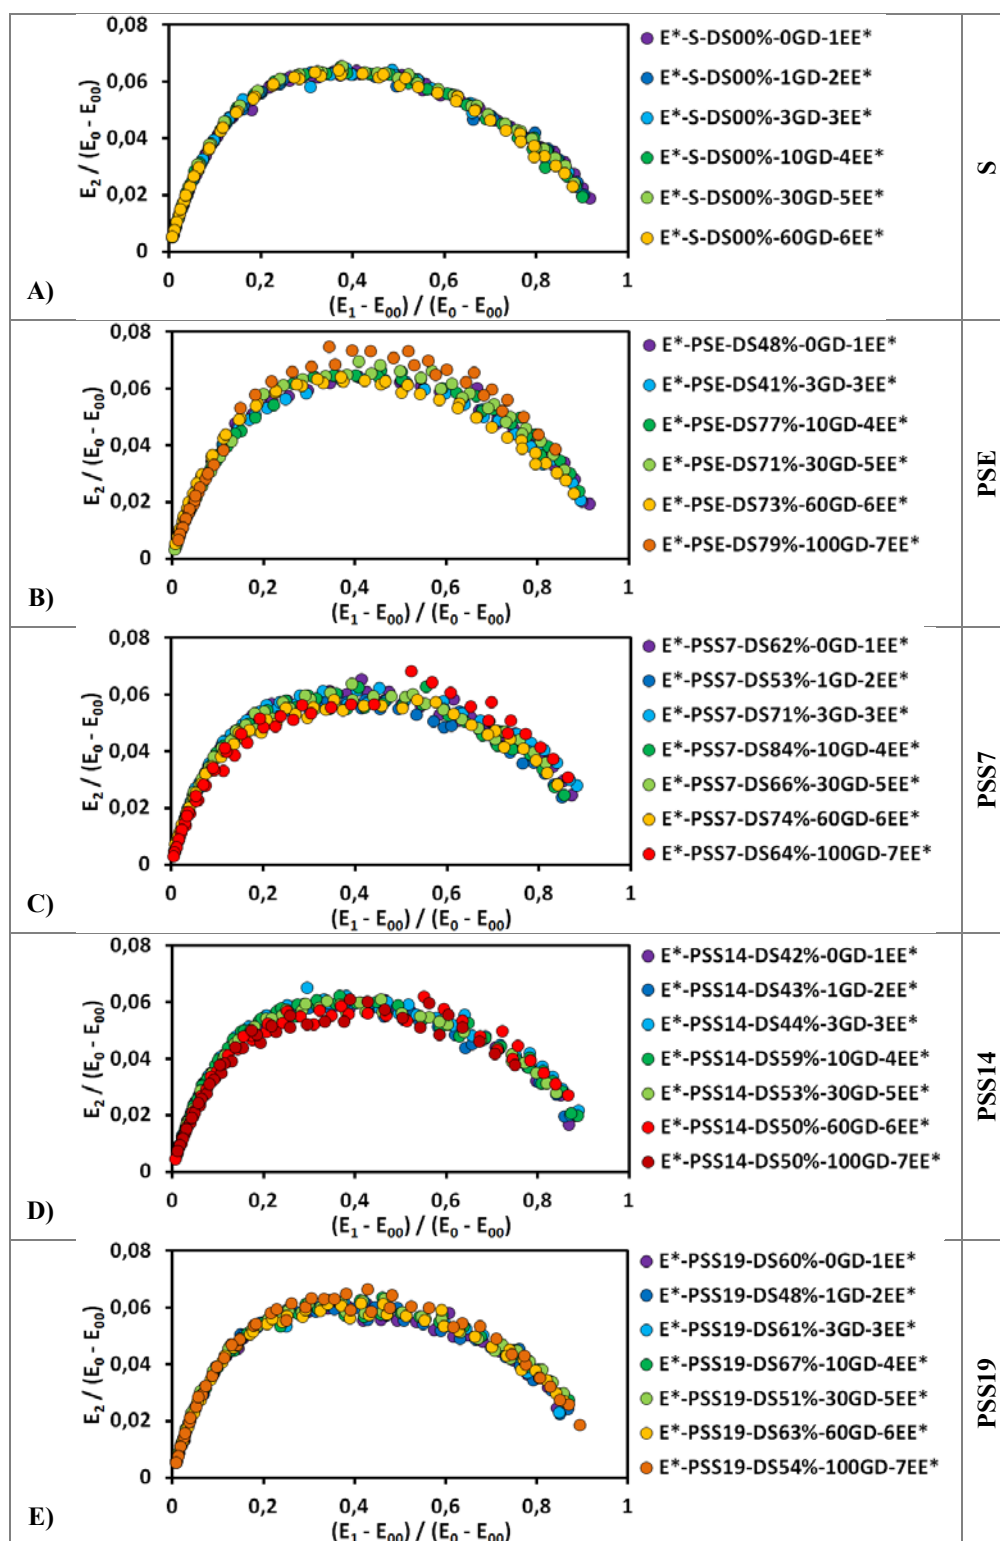 0,08
0,06
0,04
0,02
0
E2 / (E0 - E00)
0 0,2 0,4 0,6 0,8 1
(E1 - E00) / (E0 - E00)
E*-S-DS00%-0GD-1EE*
E*-S-DS00%-1GD-2EE*
E*-S-DS00%-3GD-3EE*
E*-S-DS00%-10GD-4EE*
E*-S-DS00%-30GD-5EE*
E*-S-DS00%-60GD-6EE*
A)
S
0,08
0,06
0,04
0,02
0
E2 / (E0 - E00)
0 0,2 0,4 0,6 0,8 1
(E1 - E00) / (E0 - E00)
E*-PSE-DS48%-0GD-1EE*
E*-PSE-DS41%-3GD-3EE*
E*-PSE-DS77%-10GD-4EE*
E*-PSE-DS71%-30GD-5EE*
E*-PSE-DS73%-60GD-6EE*
E*-PSE-DS79%-100GD-7EE*
B)
PSE
0,08
0,06
0,04
0,02
0
E2 / (E0 - E00)
0 0,2 0,4 0,6 0,8 1
(E1 - E00) / (E0 - E00)
E*-PSS7-DS62%-0GD-1EE*
E*-PSS7-DS53%-1GD-2EE*
E*-PSS7-DS71%-3GD-3EE*
E*-PSS7-DS84%-10GD-4EE*
E*-PSS7-DS66%-30GD-5EE*
E*-PSS7-DS74%-60GD-6EE*
E*-PSS7-DS64%-100GD-7EE*
C)
PSS7
0,08
0,06
0,04
0,02
0
E2 / (E0 - E00)
0 0,2 0,4 0,6 0,8 1
(E1 - E00) / (E0 - E00)
E*-PSS14-DS42%-0GD-1EE*
E*-PSS14-DS43%-1GD-2EE*
E*-PSS14-DS44%-3GD-3EE*
E*-PSS14-DS59%-10GD-4EE*
E*-PSS14-DS53%-30GD-5EE*
E*-PSS14-DS50%-60GD-6EE*
E*-PSS14-DS50%-100GD-7EE*
D)
PSS14
0,08
0,06
0,04
0,02
0
E2 / (E0 - E00)
0 0,2 0,4 0,6 0,8 1
(E1 - E00) / (E0 - E00)
E*-PSS19-DS60%-0GD-1EE*
E*-PSS19-DS48%-1GD-2EE*
E*-PSS19-DS61%-3GD-3EE*
E*-PSS19-DS67%-10GD-4EE*
E*-PSS19-DS51%-30GD-5EE*
E*-PSS19-DS63%-60GD-6EE*
E*-PSS19-DS54%-100GD-7EE*
E)
PSS19